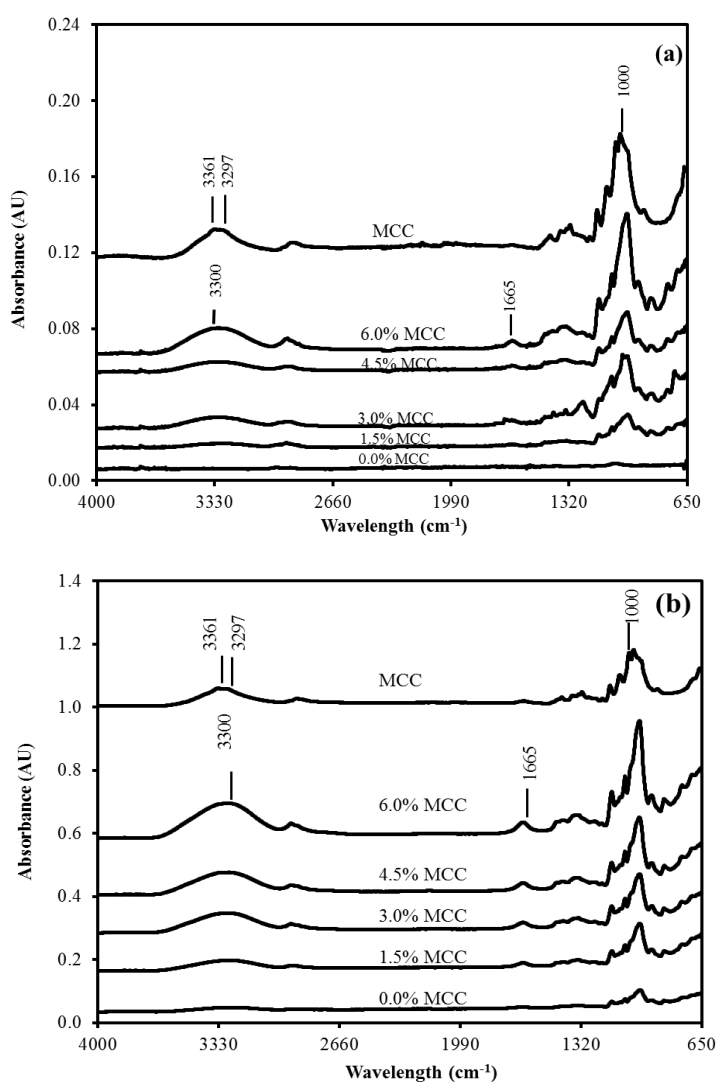 0.24
(a)
1000
0.20
Absorbance (AU)
0.16
3361
3297
MCC
0.12
3300
1665
6.0% MCC
0.08
4.5% MCC
0.04
3.0% MCC
1.5% MCC
0.0% MCC
0.00
4000 3330 2660 1990 1320 650
Wavelength (cm-1)
1.4
(b)
1000
1.2
3361
3297
MCC
1.0
3300
1665
Absorbance (AU)
0.8
6.0% MCC
0.6
4.5% MCC
0.4
3.0% MCC
1.5% MCC
0.2
0.0% MCC
0.0
4000 3330 2660 1990 1320 650
Wavelength (cm-1)